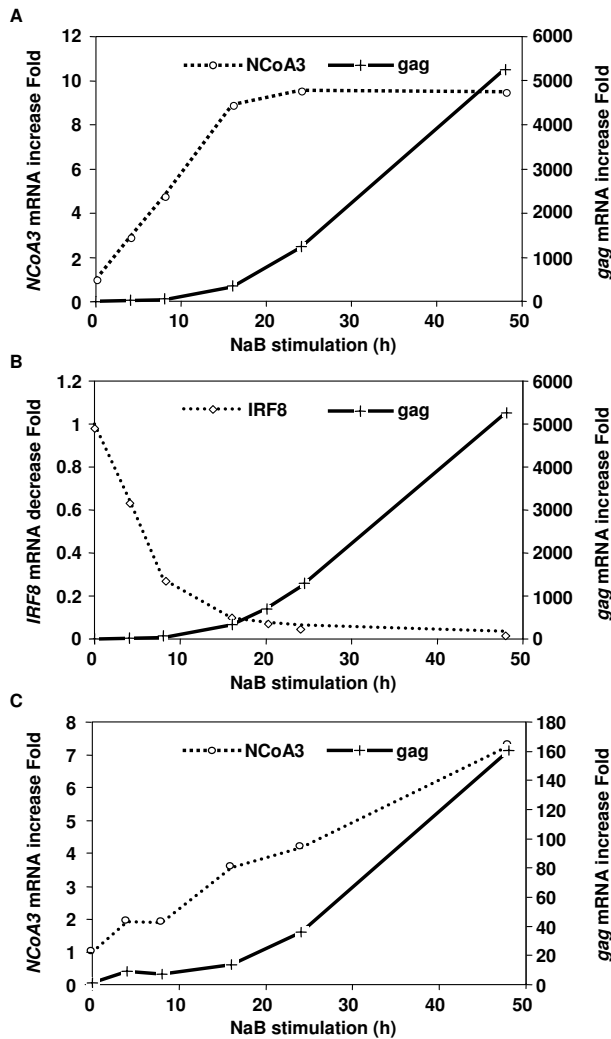 A
NCoA3 gag
NCoA3 mRNA increase Fold
12
10
8
6
4
2
0
gag mRNA increase Fold
6000
5000
4000
3000
2000
1000
0
0 10 20 30 40 50
NaB stimulation (h)
B
IRF8 gag
IRF8 mRNA decrease Fold
1.2
1
0.8
0.6
0.4
0.2
0
gag mRNA increase Fold
6000
5000
4000
3000
2000
1000
0
0 10 20 30 40 50
NaB stimulation (h)
C
NCoA3 gag
NCoA3 mRNA increase Fold
8
7
6
5
4
3
2
1
0
gag mRNA increase Fold
180
160
140
120
100
80
60
40
20
0
0 10 20 30 40 50
NaB stimulation (h)